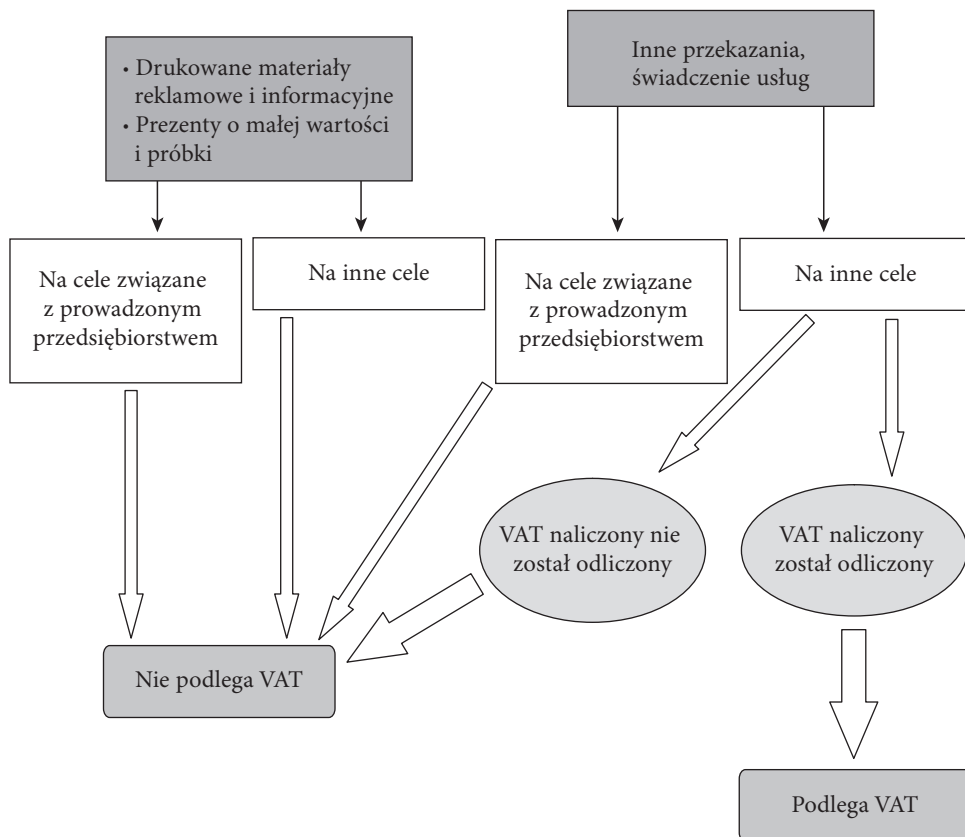 • Drukowane materiały
reklamowe i informacyjne
• Prezenty o małej wartości
i próbki
Inne przekazania,
świadczenie usług
Na cele związane
z prowadzonym
przedsiębiorstwem
Na inne cele
Na cele związane
z prowadzonym
przedsiębiorstwem
Na inne cele
VAT naliczony nie
został odliczony
VAT naliczony
został odliczony
Nie podlega VAT
Podlega VAT